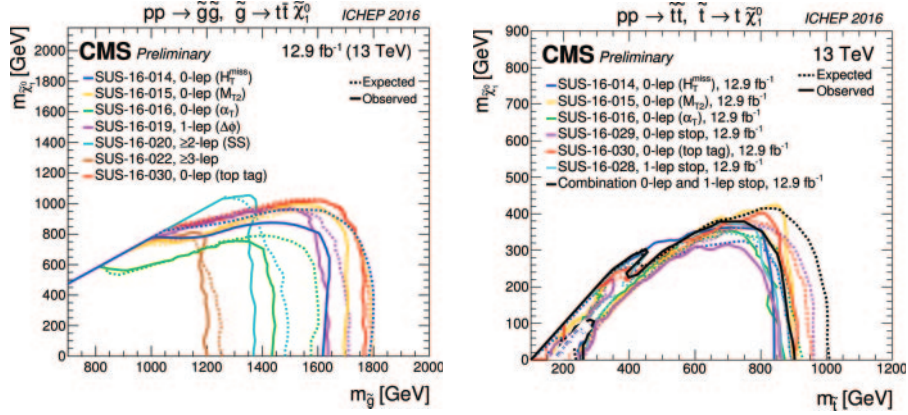 pp → g̃g̃, g̃ → tt̄ χ̃₁⁰ ICHEP 2016
m_χ̃₁⁰ [GeV]
CMS Preliminary 12.9 fb⁻¹ (13 TeV)
SUS-16-014, 0-lep (H_T^miss)
SUS-16-015, 0-lep (M_T2)
SUS-16-016, 0-lep (α_T)
SUS-16-019, 1-lep (Δϕ)
SUS-16-020, ≥2-lep (SS)
SUS-16-022, ≥3-lep
SUS-16-030, 0-lep (top tag)
Expected
Observed
2000
1800
1600
1400
1200
1000
800
600
400
200
0
800 1000 1200 1400 1600 1800 2000
m_g̃ [GeV]
pp → t̃t̃, t̃ → t χ̃₁⁰ ICHEP 2016
m_χ̃₁⁰ [GeV]
CMS Preliminary 13 TeV
SUS-16-014, 0-lep (H_T^miss), 12.9 fb⁻¹
SUS-16-015, 0-lep (M_T2), 12.9 fb⁻¹
SUS-16-016, 0-lep (α_T), 12.9 fb⁻¹
SUS-16-029, 0-lep stop, 12.9 fb⁻¹
SUS-16-030, 0-lep (top tag), 12.9 fb⁻¹
SUS-16-028, 1-lep stop, 12.9 fb⁻¹
Combination 0-lep and 1-lep stop, 12.9 fb⁻¹
Expected
Observed
900
800
700
600
500
400
300
200
100
0
200 400 600 800 1000 1200
m_t̃ [GeV]